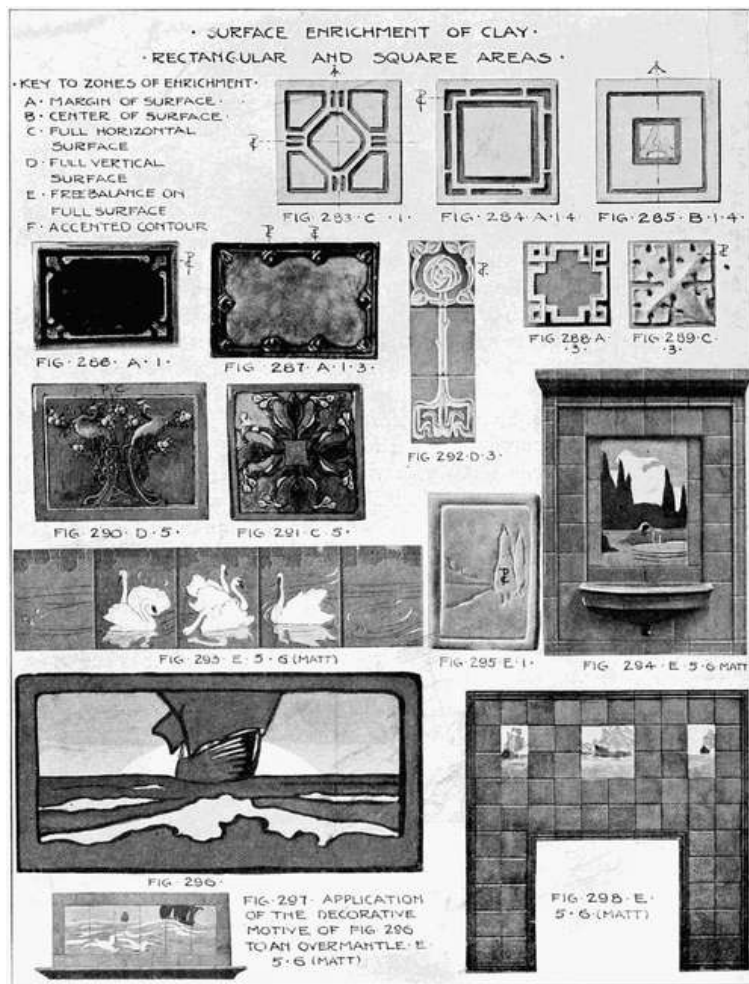 · SURFACE ENRICHMENT OF CLAY ·
· RECTANGULAR AND SQUARE AREAS ·
· KEY TO ZONES OF ENRICHMENT ·
A · MARGIN OF SURFACE ·
B · CENTER OF SURFACE ·
C · FULL HORIZONTAL
SURFACE
D · FULL VERTICAL
SURFACE
E · FREEBALANCE ON
FULL SURFACE
F · ACCENTED CONTOUR
FIG · 283 · C · 1 ·
FIG · 284 · A · 1 · 4 ·
FIG · 285 · B · 1 · 4 ·
FIG · 286 · A · 1 ·
FIG · 287 · A · 1 · 3 ·
FIG · 292 · D · 3 ·
FIG · 288 · A
· 3 ·
FIG · 289 · C ·
· 3 ·
FIG · 290 · D · 5 ·
FIG · 291 · C · 5 ·
FIG · 293 · E · 5 · 6 (MATT)
FIG · 295 · E · 1 ·
FIG · 294 · E · 5 · 6 MATT
FIG · 296 ·
FIG · 297 · APPLICATION
OF THE DECORATIVE
MOTIVE OF FIG 296
TO AN OVERMANTLE · E ·
5 · 6 (MATT)
FIG · 298 · E ·
5 · 6 · (MATT)